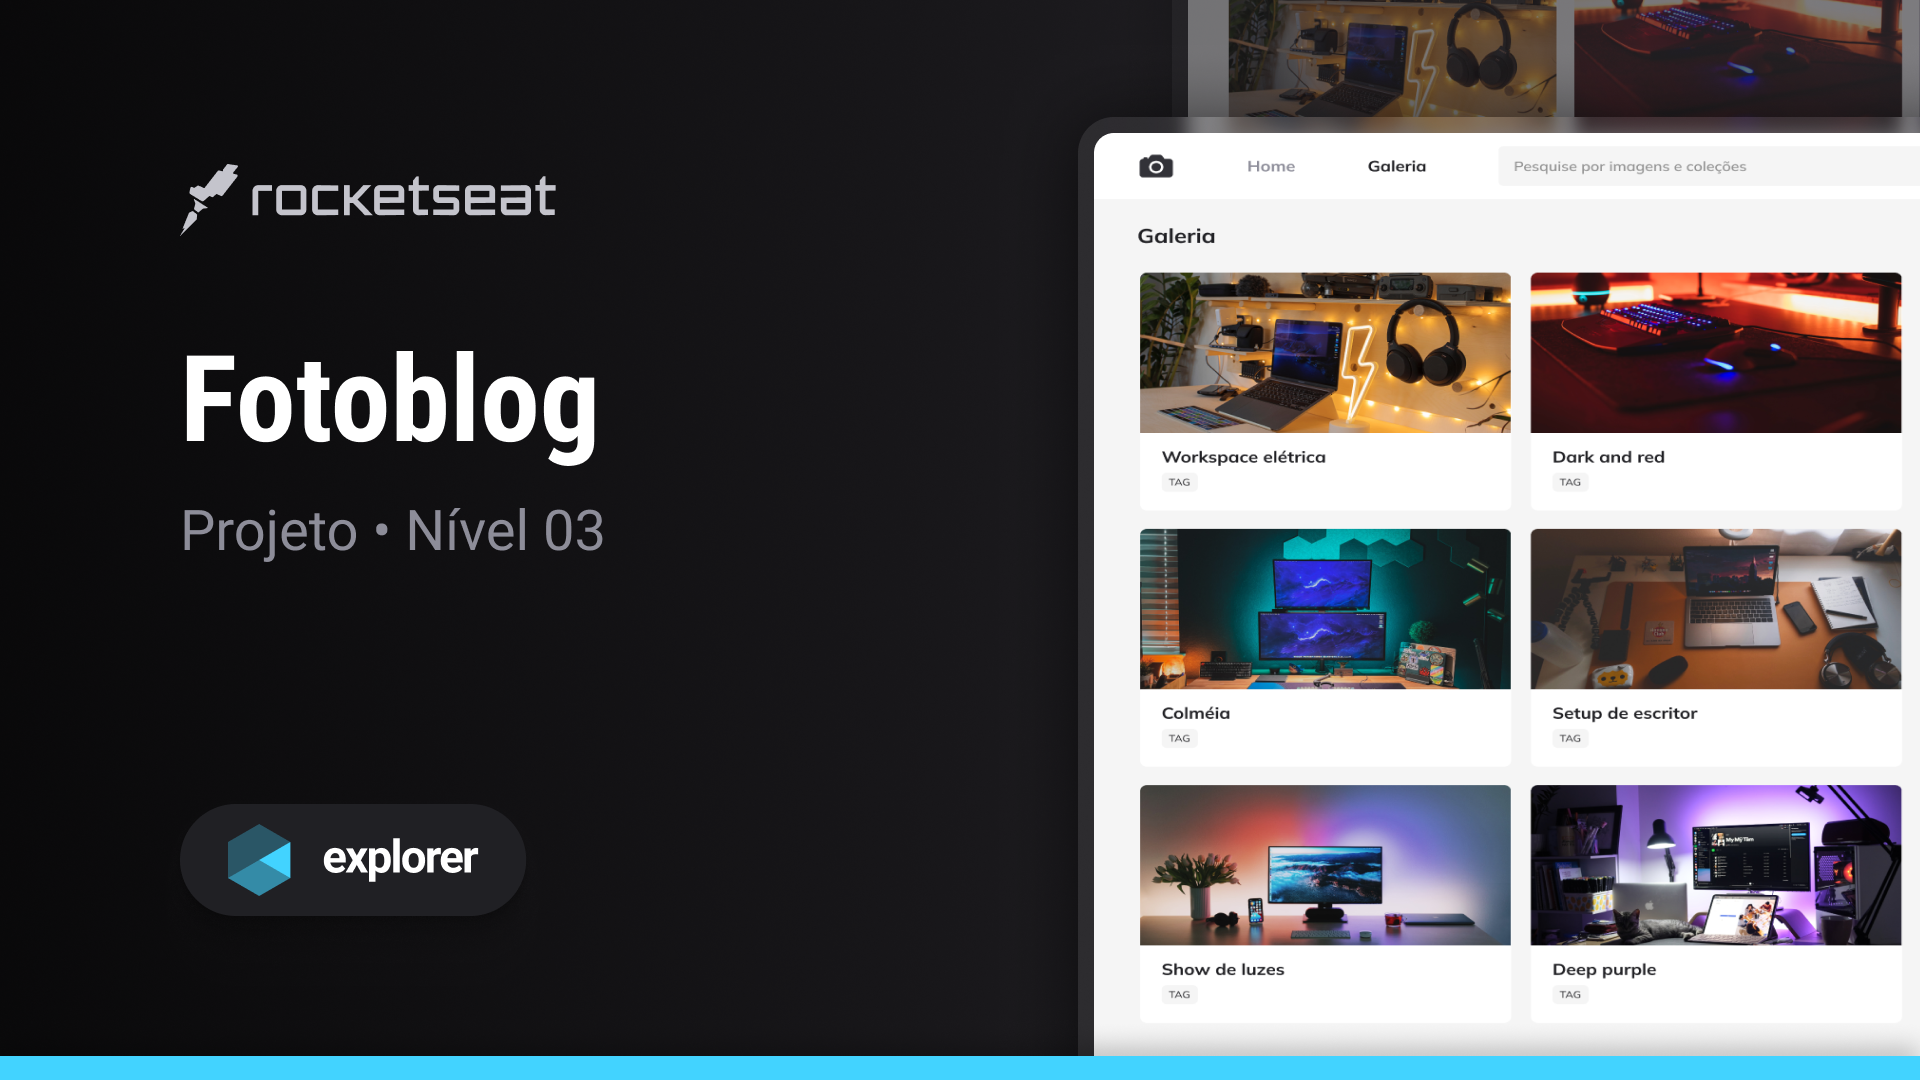 rocketseat
Fotoblog
Projeto • Nível 03
explorer
Home
Galeria
Pesquise por imagens e coleções
Galeria
Workspace elétrica
TAG
Dark and red
TAG
Colméia
TAG
Setup de escritor
TAG
Show de luzes
TAG
Deep purple
TAG